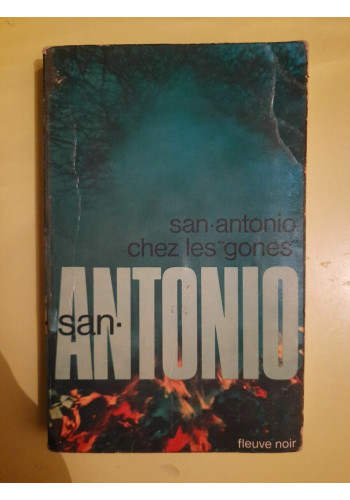 san·antonio
chez les "gones"
san·
ANTONIO
fleuve noir